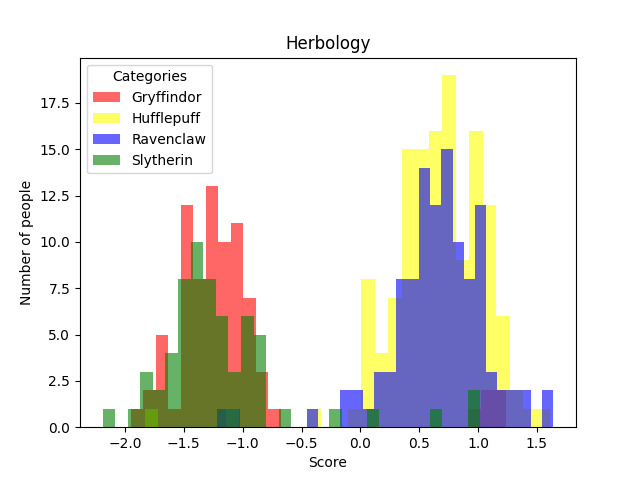 Herbology
Categories
Gryffindor
Hufflepuff
Ravenclaw
Slytherin
Number of people
17.5
15.0
12.5
10.0
7.5
5.0
2.5
0.0
−2.0 −1.5 −1.0 −0.5 0.0 0.5 1.0 1.5
Score